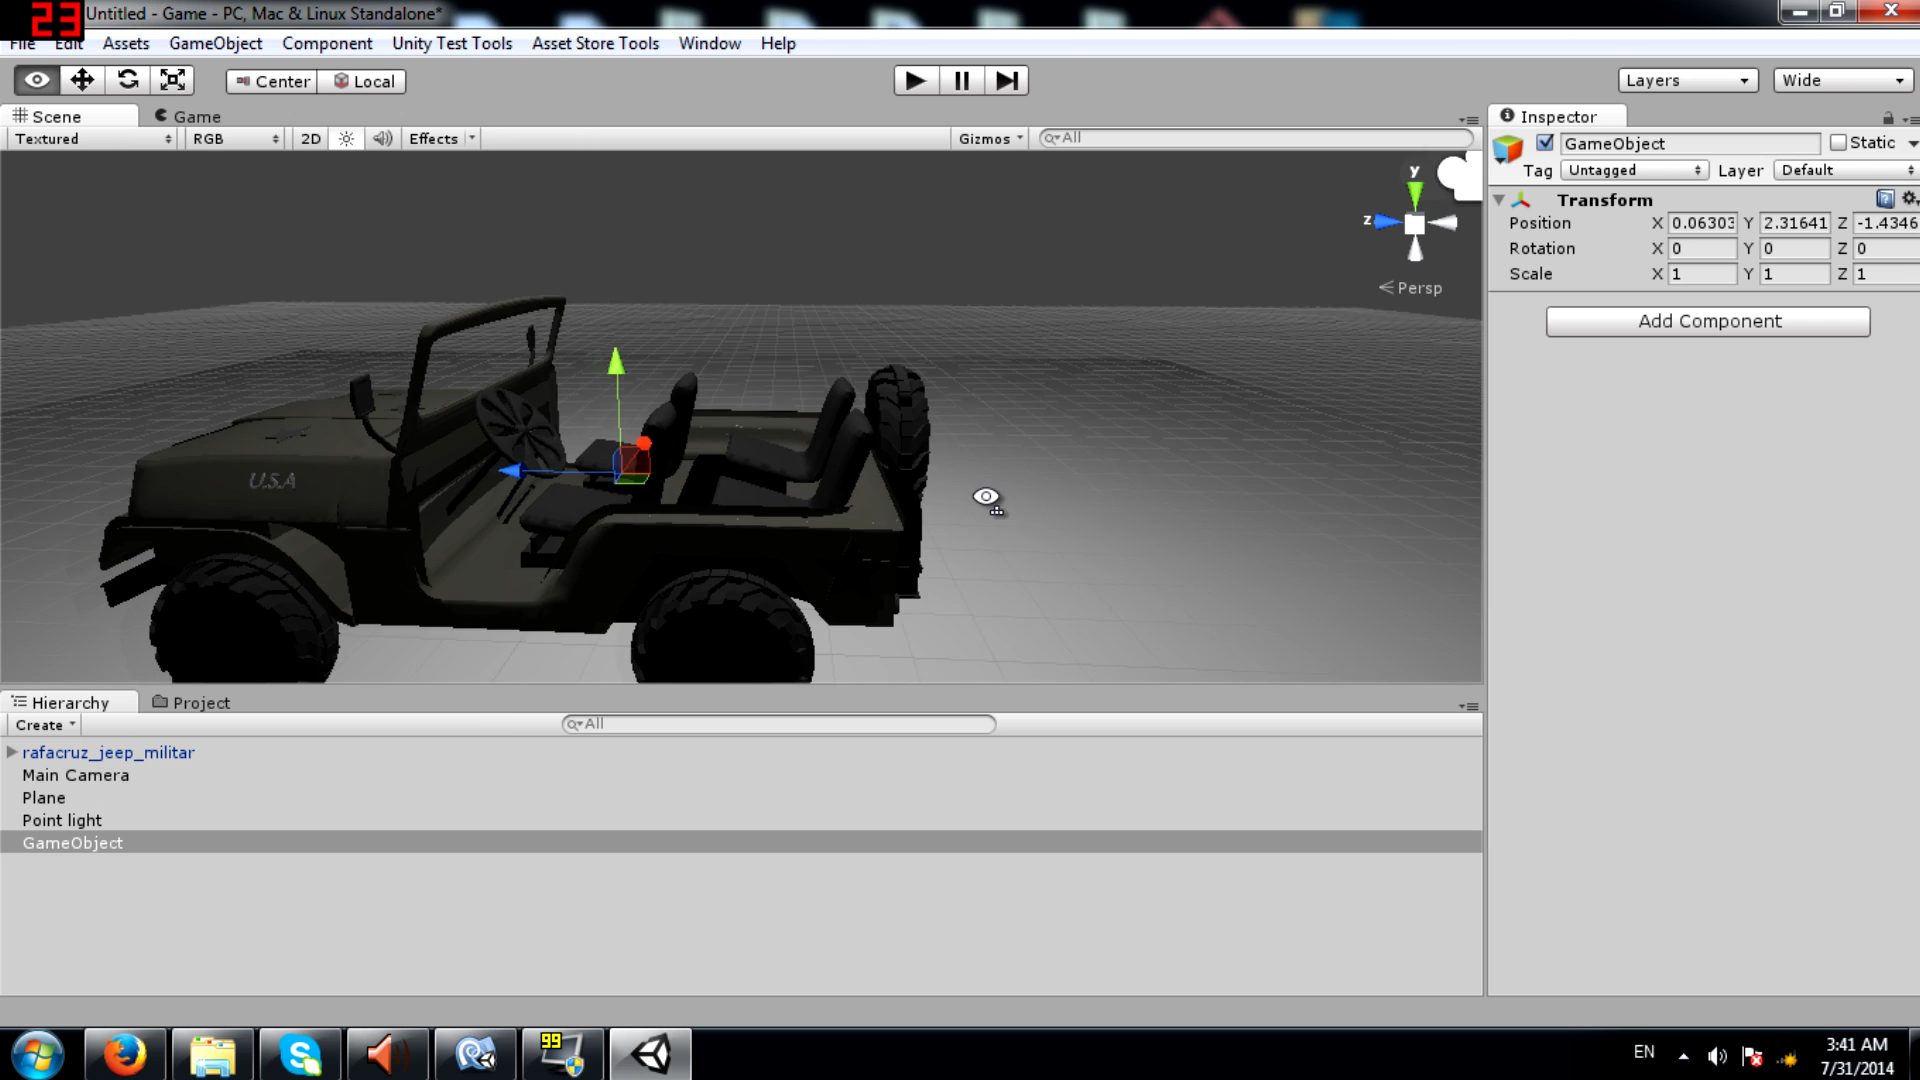 23
Untitled - Game - PC, Mac & Linux Standalone*
File Edit Assets GameObject Component Unity Test Tools Asset Store Tools Window Help
Center Local
Layers Wide
Scene Game
Textured RGB 2D Effects Gizmos All
Inspector
GameObject Static
Tag Untagged Layer Default
Transform
Position X 0.06303 Y 2.31641 Z -1.4346
Rotation X 0 Y 0 Z 0
Scale X 1 Y 1 Z 1
Add Component
y
z
Persp
U.S.A
Hierarchy Project
Create All
rafacruz_jeep_militar
Main Camera
Plane
Point light
GameObject
99
EN
3:41 AM
7/31/2014